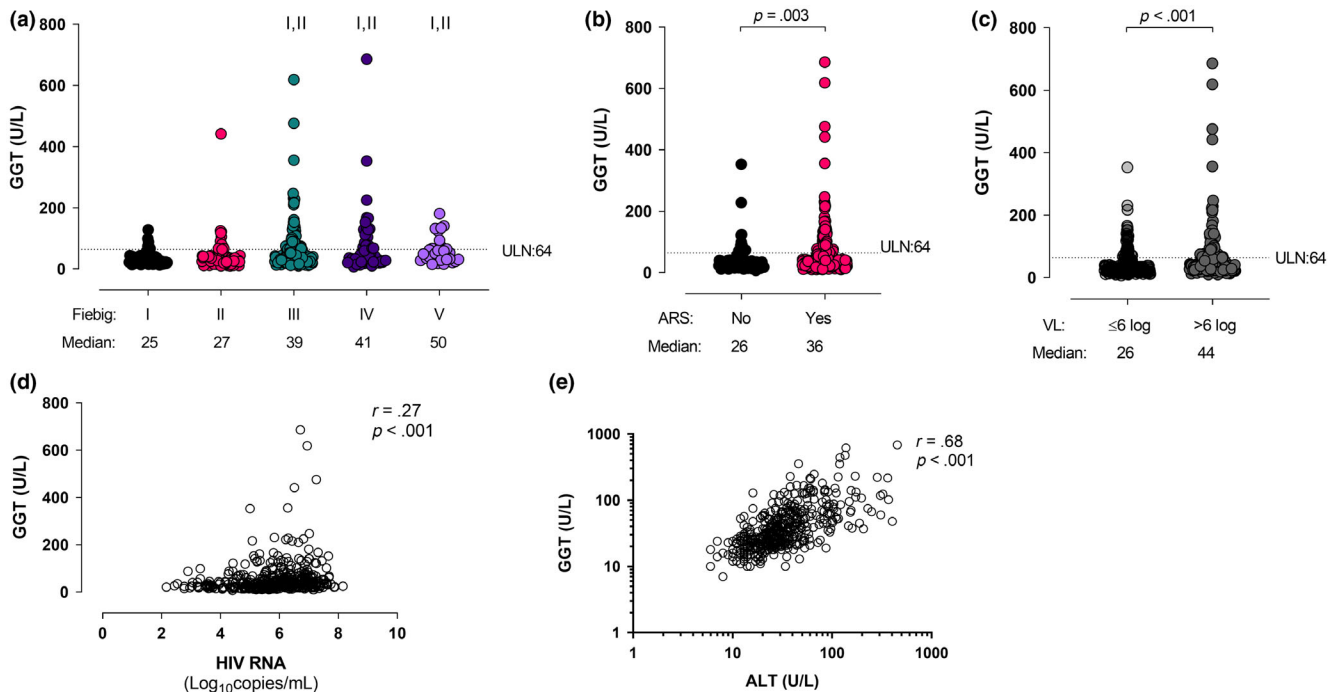 (a)
I,II I,II I,II
800
600
400
200
0
GGT (U/L)
ULN:64
Fiebig: I II III IV V
Median: 25 27 39 41 50
(b)
p = .003
800
600
400
200
0
GGT (U/L)
ULN:64
ARS: No Yes
Median: 26 36
(c)
p < .001
800
600
400
200
0
GGT (U/L)
ULN:64
VL: ≤6 log >6 log
Median: 26 44
(d)
r = .27
p < .001
800
600
400
200
0
GGT (U/L)
0 2 4 6 8 10
HIV RNA
(Log₁₀copies/mL)
(e)
r = .68
p < .001
1000
100
10
1
GGT (U/L)
1 10 100 1000
ALT (U/L)